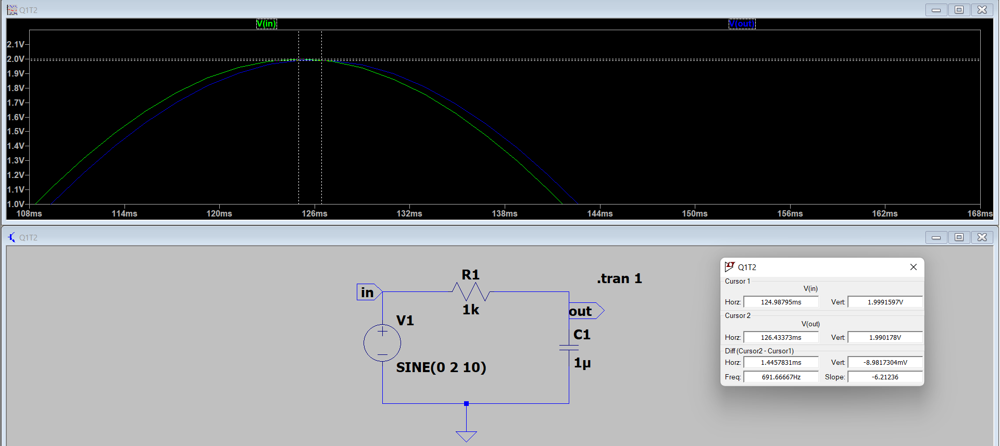 Q1T2
V(in)
V(out)
2.1V
2.0V
1.9V
1.8V
1.7V
1.6V
1.5V
1.4V
1.3V
1.2V
1.1V
1.0V
108ms 114ms 120ms 126ms 132ms 138ms 144ms 150ms 156ms 162ms 168ms
Q1T2
in
R1
1k
.tran 1
out
V1
C1
1µ
SINE(0 2 10)
Q1T2
Cursor 1
V(in)
Horz: 124.98795ms Vert: 1.9991597V
Cursor 2
V(out)
Horz: 126.43373ms Vert: 1.990178V
Diff (Cursor2 - Cursor1)
Horz: 1.4457831ms Vert: -8.9817304mV
Freq: 691.66667Hz Slope: -6.21236